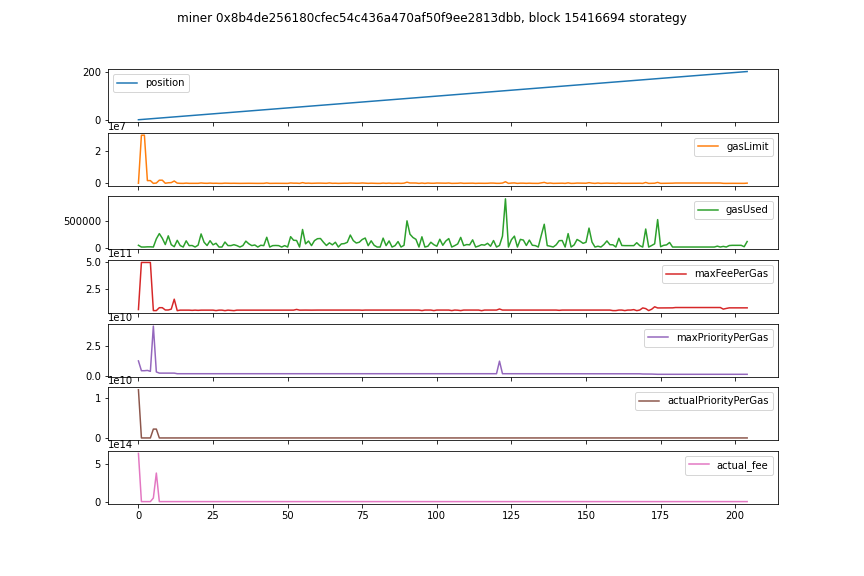 miner 0x8b4de256180cfec54c436a470af50f9ee2813dbb, block 15416694 storategy
200
position
0
1e7
gasLimit
2
0
gasUsed
500000
0
1e11
5.0
maxFeePerGas
2.5
1e10
maxPriorityPerGas
2.5
0.0
1e10
actualPriorityPerGas
1
0
1e14
actual_fee
5
0
0 25 50 75 100 125 150 175 200